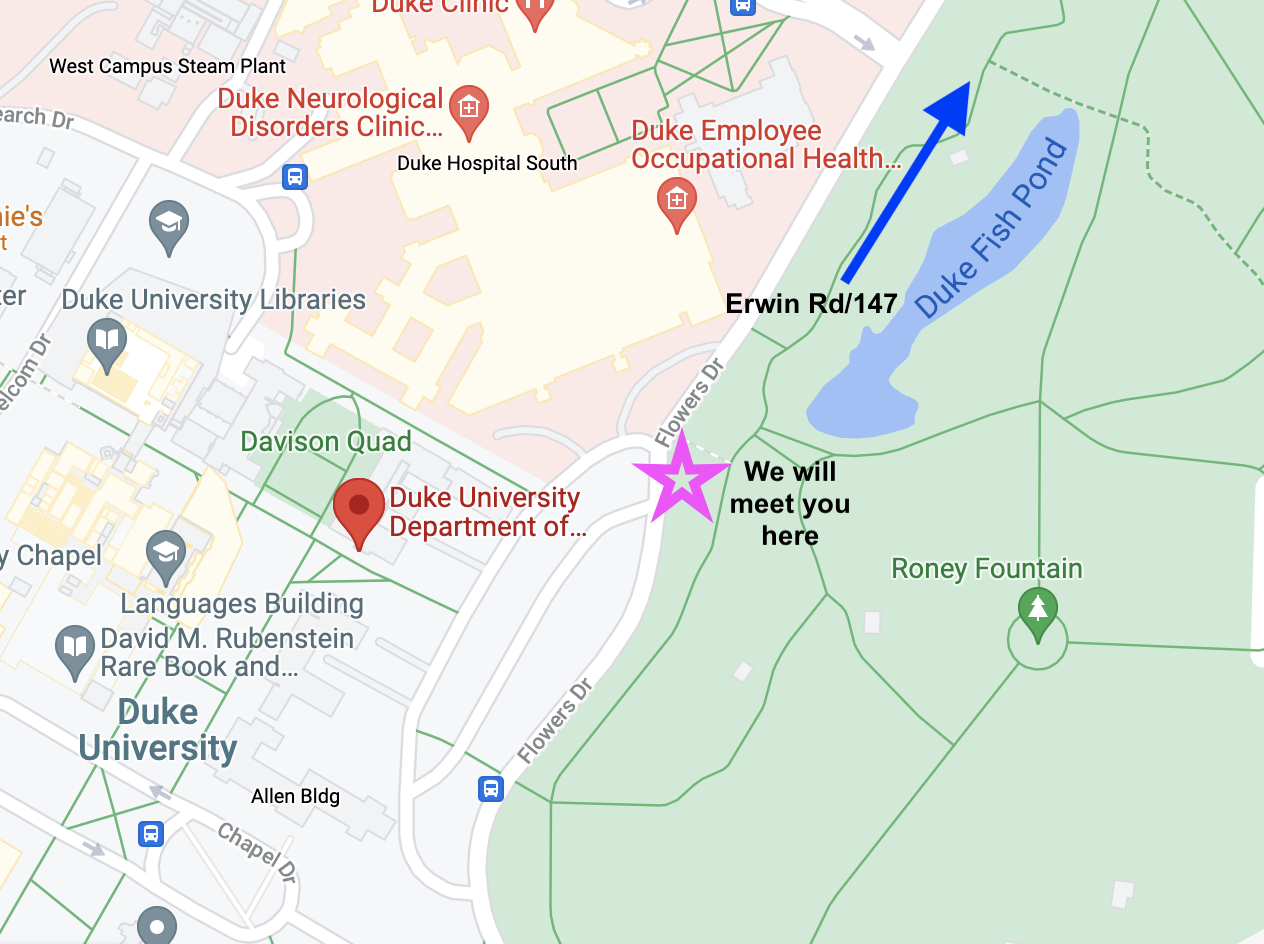 Duke Clinic
West Campus Steam Plant
Duke Neurological
Disorders Clinic...
earch Dr
Duke Hospital South
Duke Employee
Occupational Health...
nie's
t
ter
Duke University Libraries
Erwin Rd/147
Duke Fish Pond
elcom Dr
Flowers Dr
Davison Quad
Duke University
Department of...
We will
meet you
here
y Chapel
Languages Building
Roney Fountain
David M. Rubenstein
Rare Book and...
Duke
University
Flowers Dr
Allen Bldg
Chapel Dr